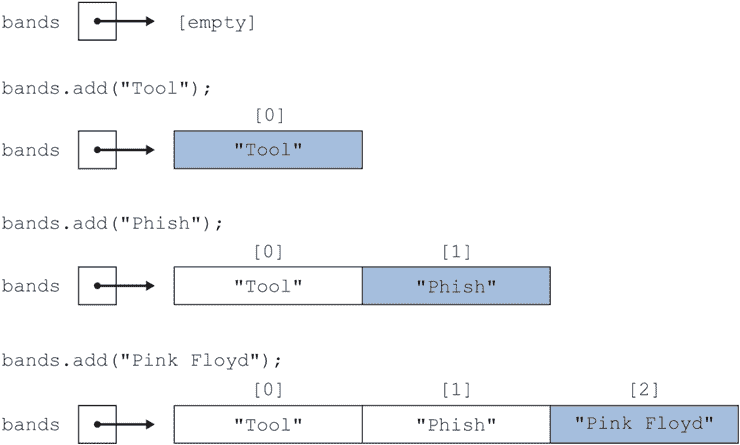 bands [empty]
bands.add("Tool");
[0]
bands "Tool"
bands.add("Phish");
[0] [1]
bands "Tool" "Phish"
bands.add("Pink Floyd");
[0] [1] [2]
bands "Tool" "Phish" "Pink Floyd"